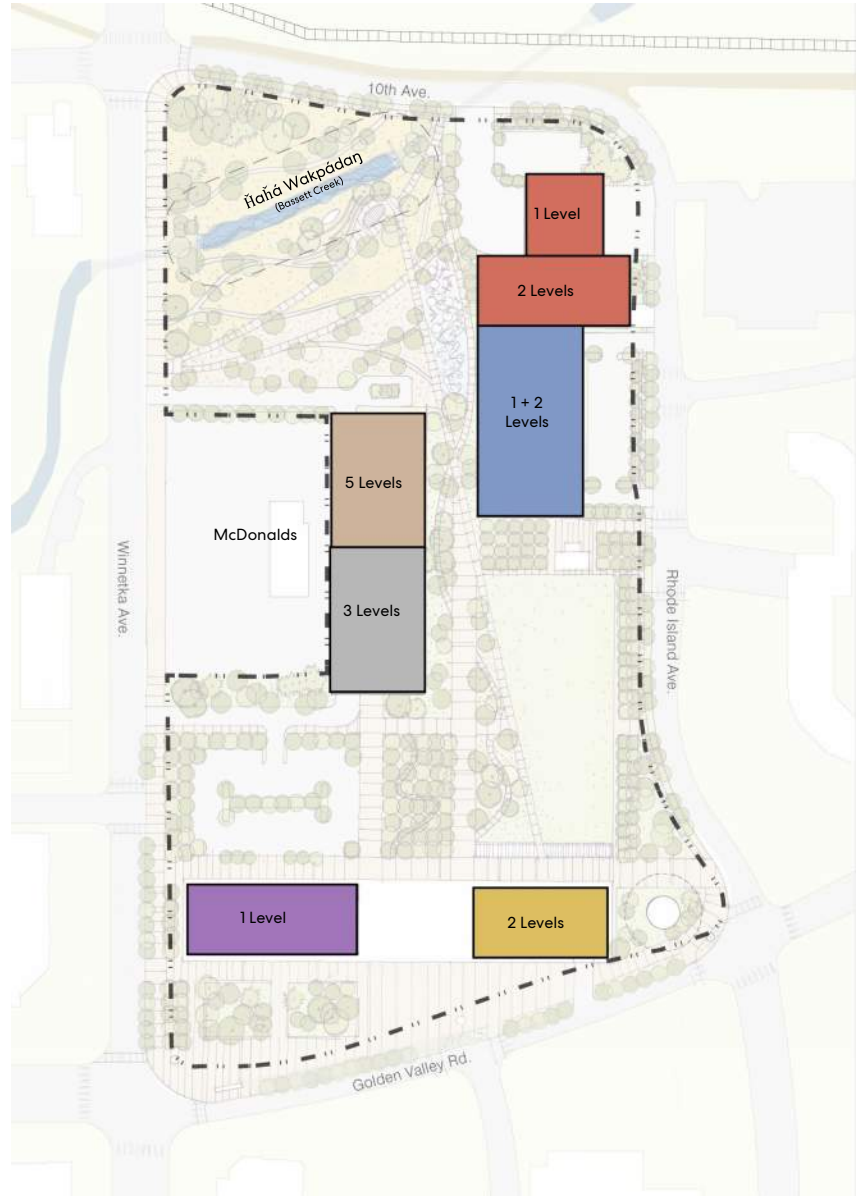 10th Ave.
Ȟaȟá Wakpádaŋ
(Bassett Creek)
1 Level
2 Levels
1 + 2
Levels
5 Levels
McDonalds
3 Levels
Winnetka Ave.
Rhode Island Ave.
1 Level
2 Levels
Golden Valley Rd.